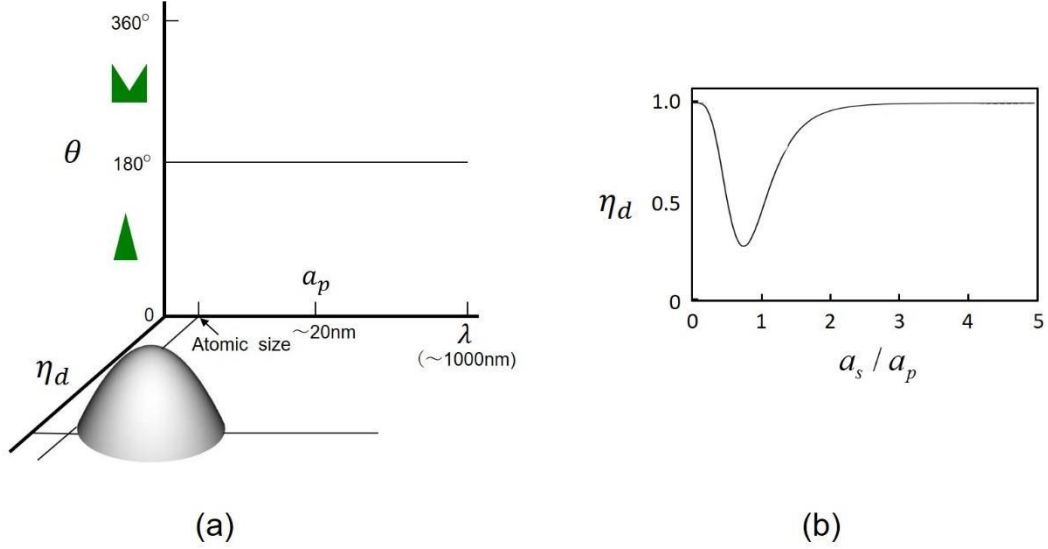 360°
θ
180°
0
a_p
～20nm
Atomic size
λ
(～1000nm)
η_d
(a)
1.0
η_d
0.5
0
0 1 2 3 4 5
a_s / a_p
(b)